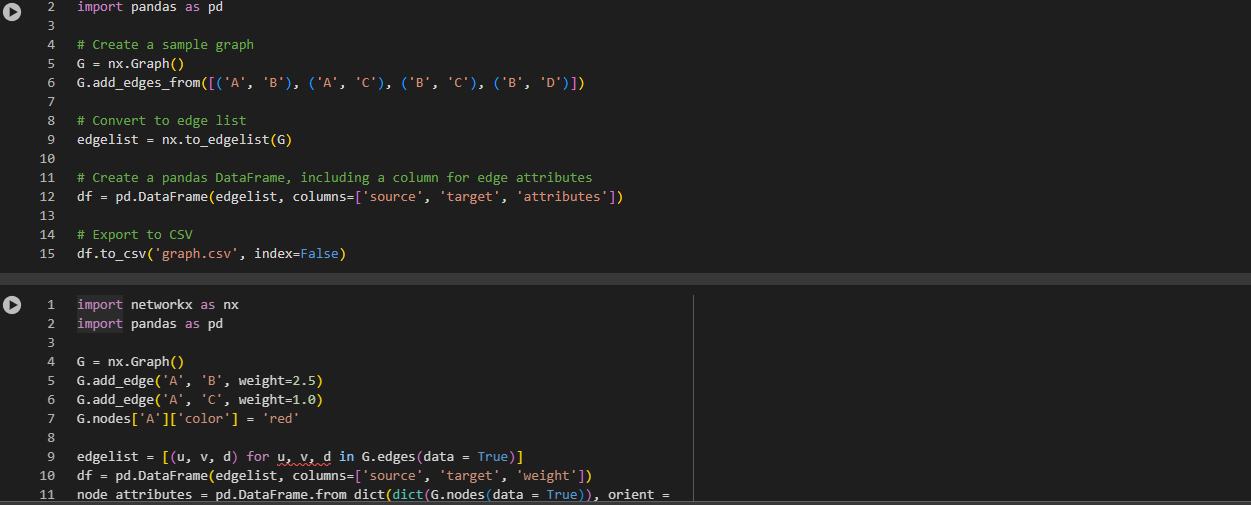 2 import pandas as pd
3
4 # Create a sample graph
5 G = nx.Graph()
6 G.add_edges_from([('A', 'B'), ('A', 'C'), ('B', 'C'), ('B', 'D')])
7
8 # Convert to edge list
9 edgelist = nx.to_edgelist(G)
10
11 # Create a pandas DataFrame, including a column for edge attributes
12 df = pd.DataFrame(edgelist, columns=['source', 'target', 'attributes'])
13
14 # Export to CSV
15 df.to_csv('graph.csv', index=False)
1 import networkx as nx
2 import pandas as pd
3
4 G = nx.Graph()
5 G.add_edge('A', 'B', weight=2.5)
6 G.add_edge('A', 'C', weight=1.0)
7 G.nodes['A']['color'] = 'red'
8
9 edgelist = [(u, v, d) for u, v, d in G.edges(data = True)]
10 df = pd.DataFrame(edgelist, columns=['source', 'target', 'weight'])
11 node_attributes = pd.DataFrame.from_dict(dict(G.nodes(data = True)), orient =